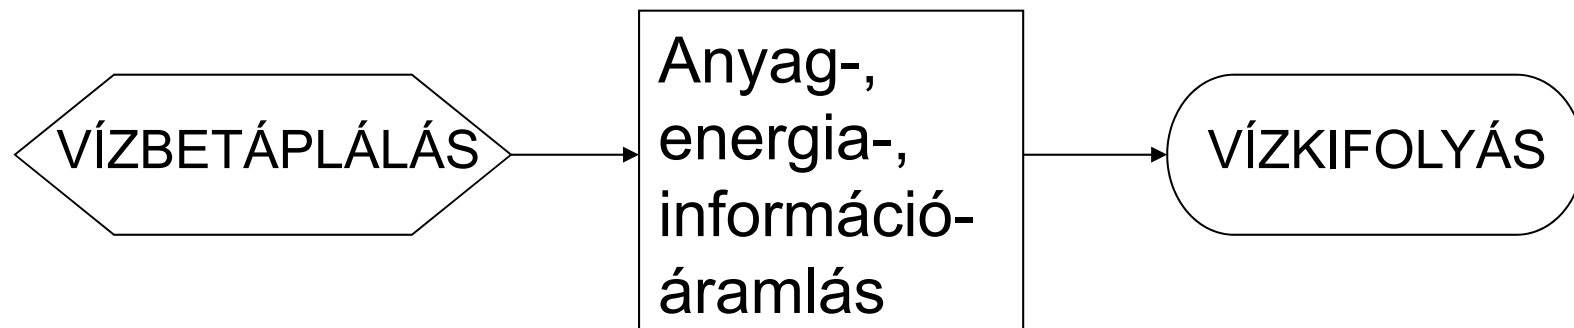 VÍZBETÁPLÁLÁS
Anyag-,
energia-,
információ-
áramlás
VÍZKIFOLYÁS